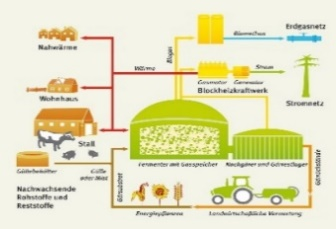 Nahwärme
Wohnhaus
Stall
Güllebehälter
Gülle
oder Mist
Nachwachsende
Rohstoffe und
Reststoffe
Wärme
Biogas
Biomethan
Erdgasnetz
Gasmotor
Generator
Strom
Blockheizkraftwerk
Stromnetz
Fermenter mit Gasspeicher
Nachgärer und Gärrestlager
Energiepflanzen
Landwirtschaftliche Verwertung